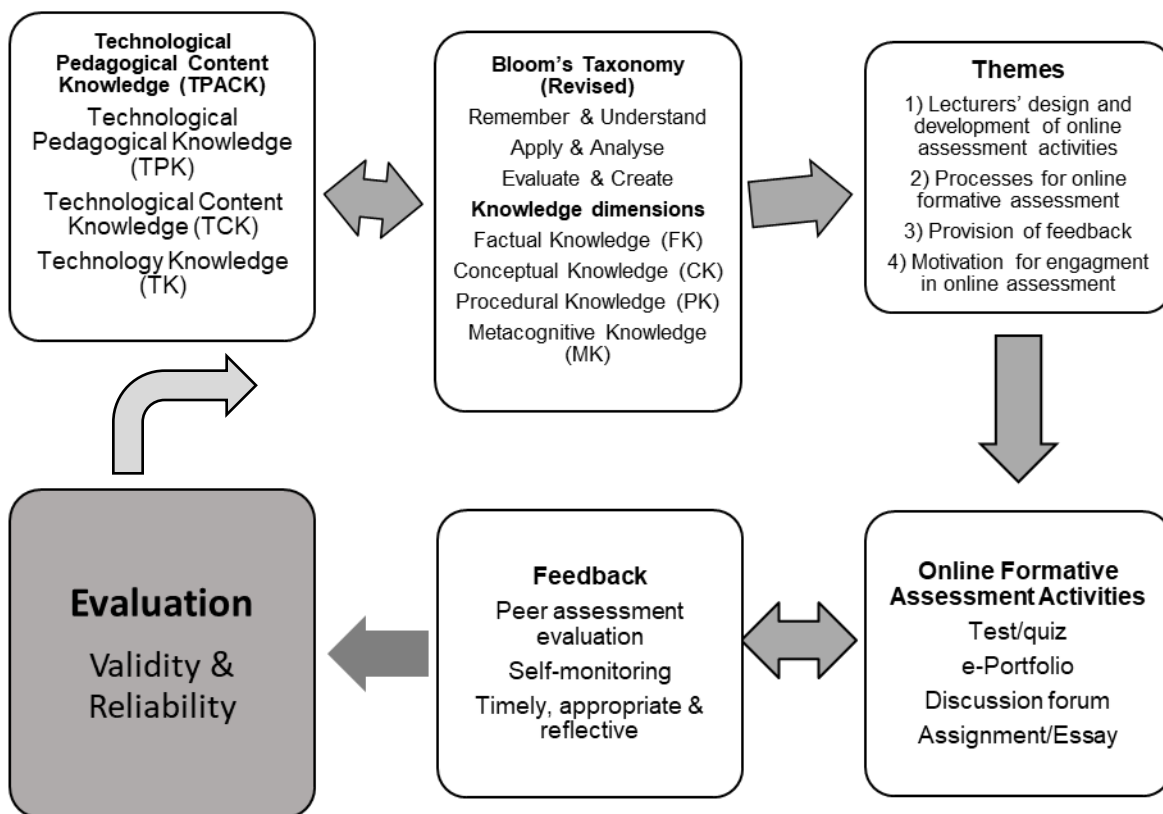 Technological
Pedagogical Content
Knowledge (TPACK)
Technological
Pedagogical Knowledge
(TPK)
Technological Content
Knowledge (TCK)
Technology Knowledge
(TK)
Bloom's Taxonomy
(Revised)
Remember & Understand
Apply & Analyse
Evaluate & Create
Knowledge dimensions
Factual Knowledge (FK)
Conceptual Knowledge (CK)
Procedural Knowledge (PK)
Metacognitive Knowledge
(MK)
Themes
1) Lecturers' design and
development of online
assessment activities
2) Processes for online
formative assessment
3) Provision of feedback
4) Motivation for engagment
in online assessment
Evaluation
Validity &
Reliability
Feedback
Peer assessment
evaluation
Self-monitoring
Timely, appropriate &
reflective
Online Formative
Assessment Activities
Test/quiz
e-Portfolio
Discussion forum
Assignment/Essay